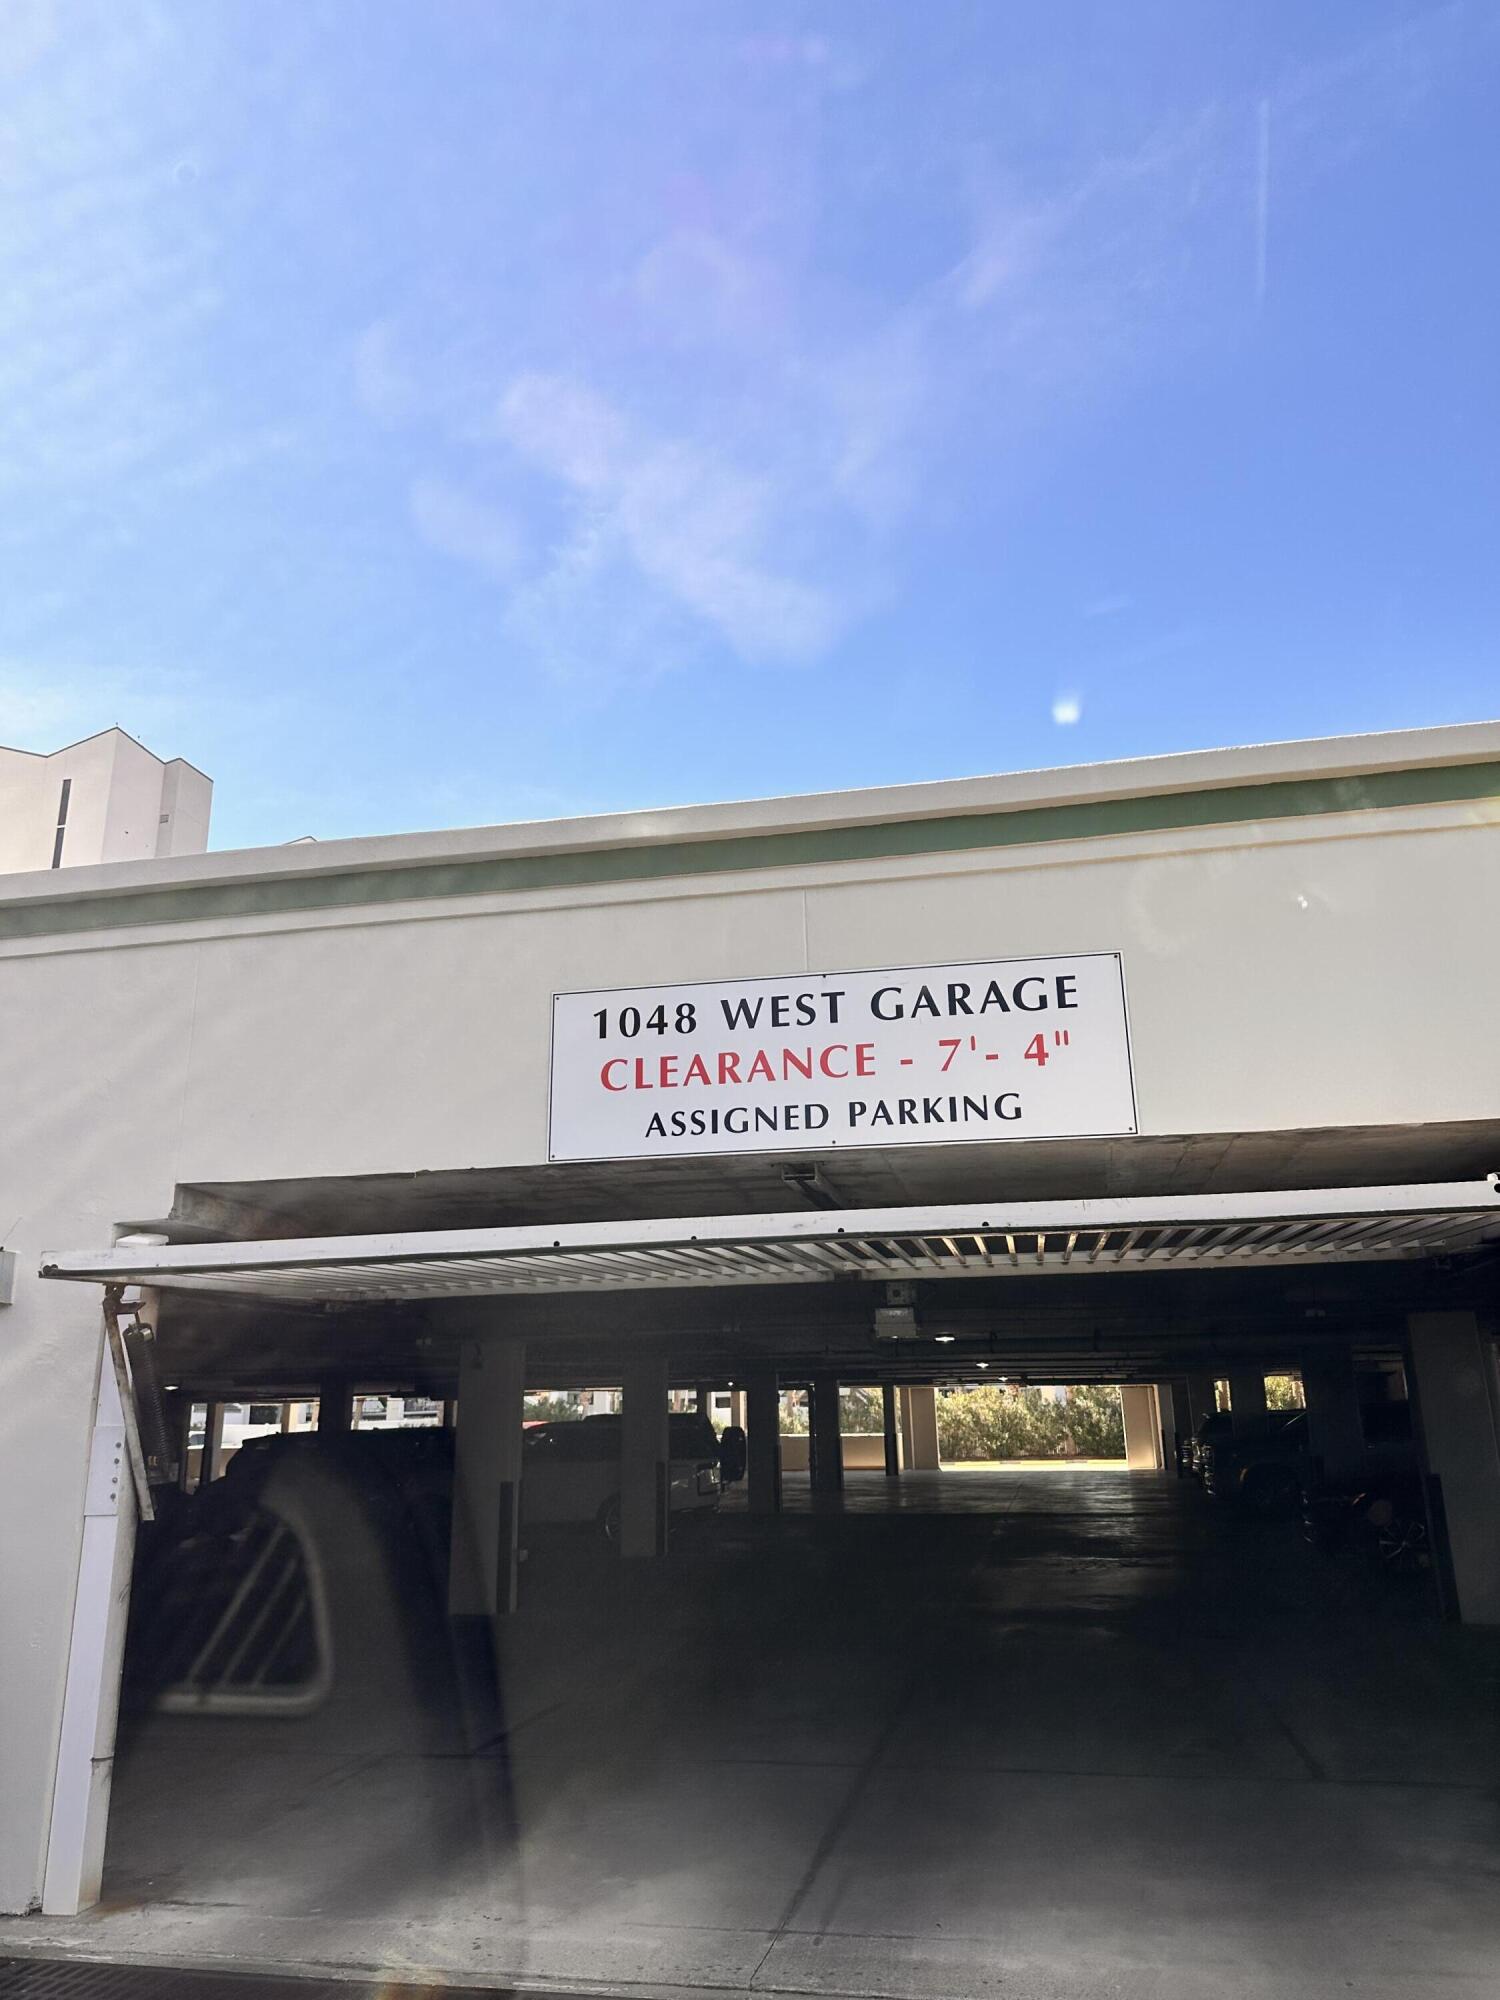 1048 WEST GARAGE
CLEARANCE - 7'- 4"
ASSIGNED PARKING